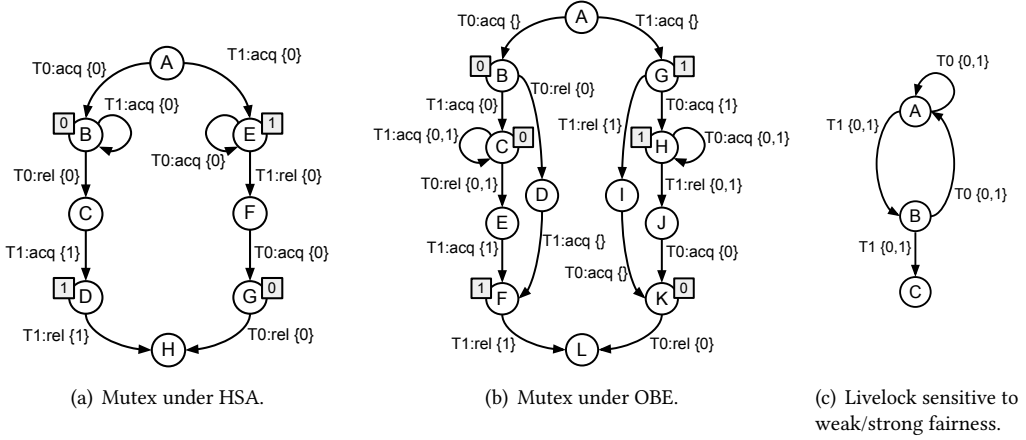 A
T0:acq {0}
T1:acq {0}
T1:acq {0}
0
B
E
1
T0:acq {0}
T0:rel {0}
T1:rel {0}
C
F
T1:acq {1}
T0:acq {0}
1
D
G
0
T1:rel {1}
T0:rel {0}
H
(a) Mutex under HSA.
T0:acq {}
A
T1:acq {}
0
B
G
1
T0:rel {0}
T1:acq {0}
T0:acq {1}
T1:rel {1}
T1:acq {0,1}
C
0
1
H
T0:acq {0,1}
T0:rel {0,1}
D
I
T1:rel {0,1}
E
J
T1:acq {1}
T1:acq {}
T0:acq {}
T0:acq {0}
1
F
K
0
T1:rel {1}
T0:rel {0}
L
(b) Mutex under OBE.
T0 {0,1}
A
T1 {0,1}
T0 {0,1}
B
T1 {0,1}
C
(c) Livelock sensitive to
weak/strong fairness.